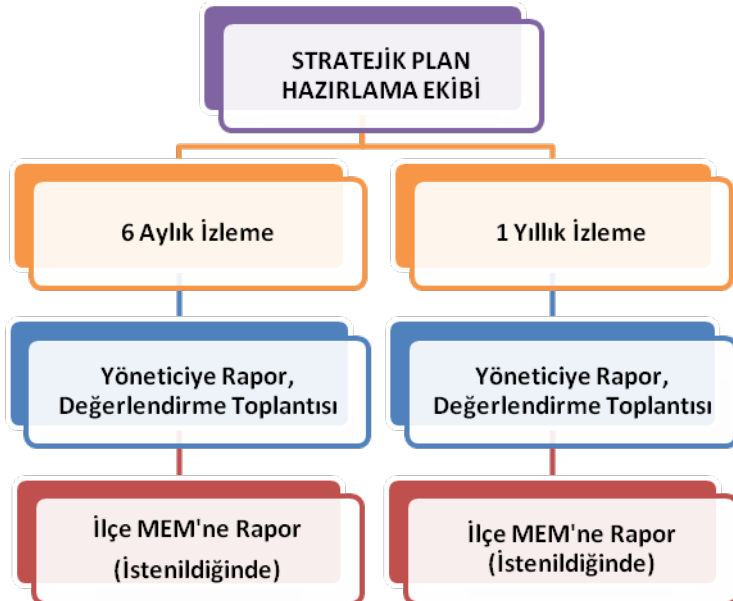 STRATEJİK PLAN
HAZIRLAMA EKİBİ
6 Aylık İzleme
1 Yıllık İzleme
Yöneticiye Rapor,
Değerlendirme Toplantısı
Yöneticiye Rapor,
Değerlendirme Toplantısı
İlçe MEM'ne Rapor
(İstenildiğinde)
İlçe MEM'ne Rapor
(İstenildiğinde)